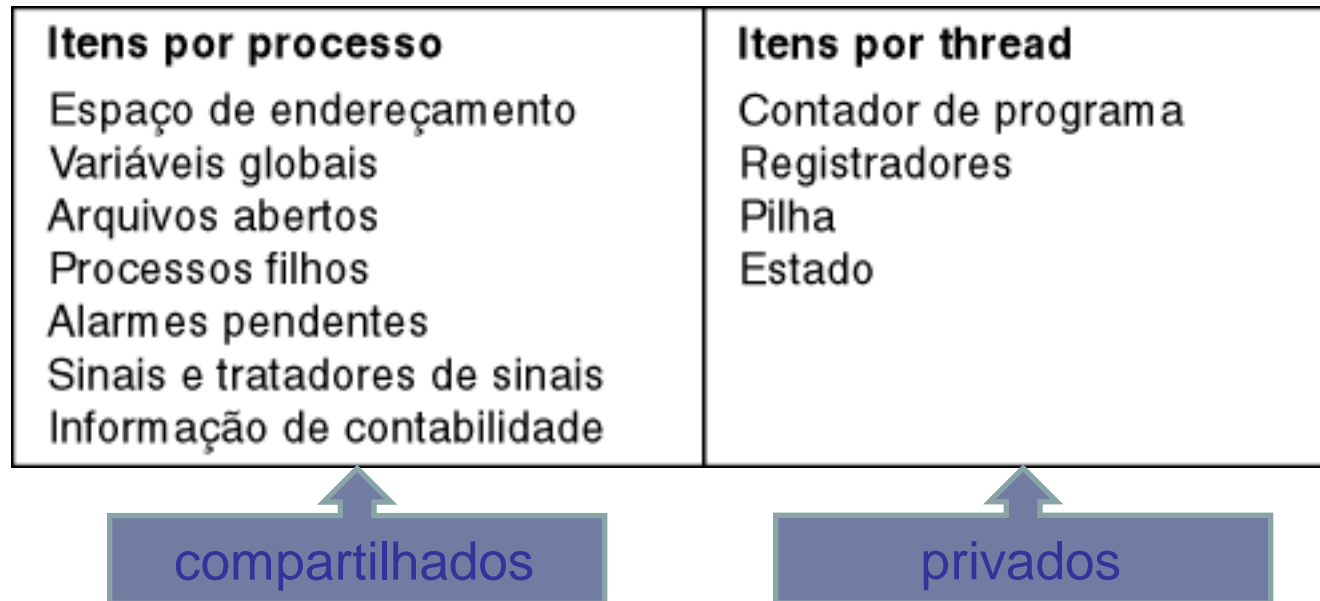 Itens por processo
Espaço de endereçamento
Variáveis globais
Arquivos abertos
Processos filhos
Alarmes pendentes
Sinais e tratadores de sinais
Informação de contabilidade
Itens por thread
Contador de programa
Registradores
Pilha
Estado
compartilhados
privados